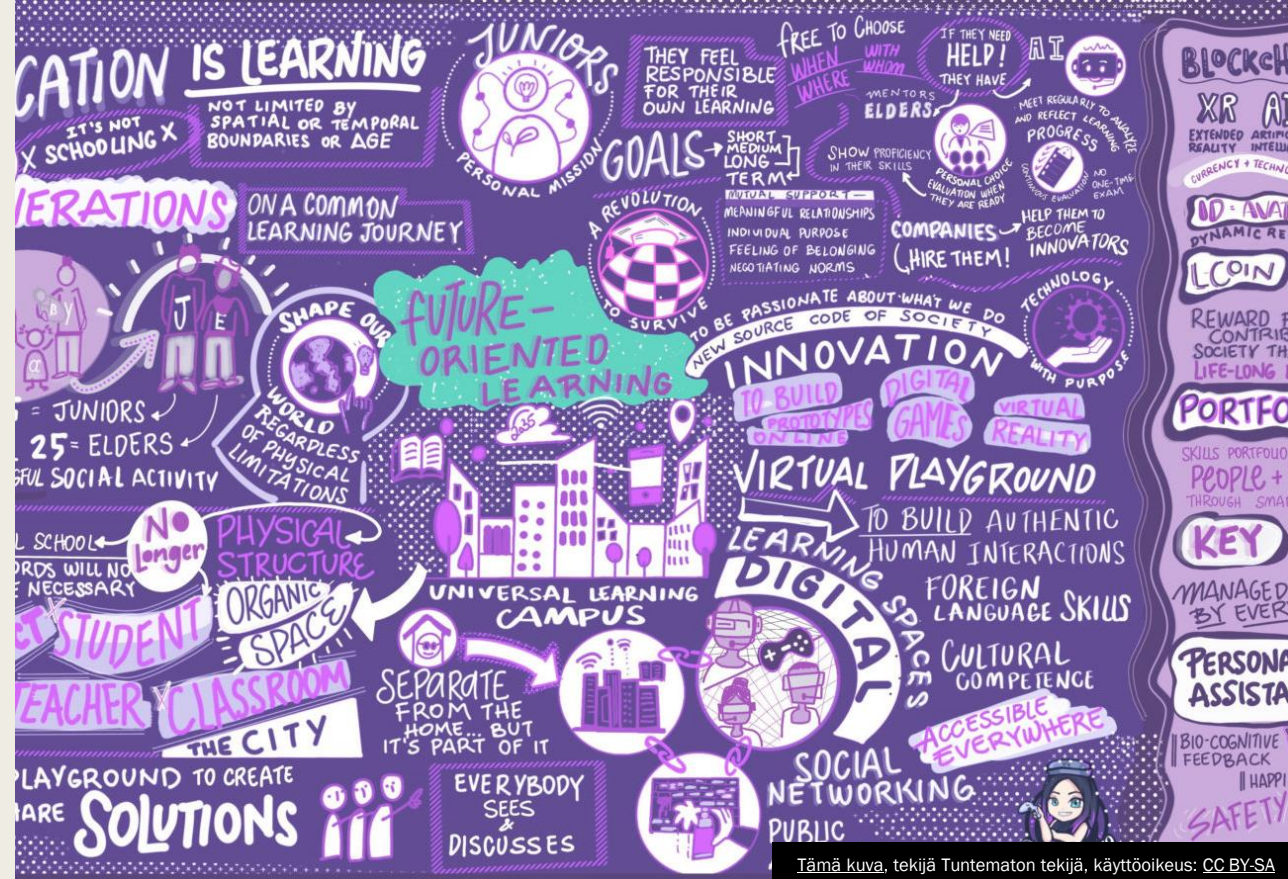 CATION IS LEARNING
IT'S NOT
X SCHOOLING X
NOT LIMITED BY
SPATIAL OR TEMPORAL
BOUNDARIES OR AGE
ERATIONS
ON A COMMON
LEARNING JOURNEY
BY
α
J E
= JUNIORS
25 = ELDERS
FUL SOCIAL ACTIVITY
SHAPE OUR
WORLD
REGARDLESS
OF PHYSICAL
LIMITATIONS
JUNIORS
PERSONAL MISSION
THEY FEEL
RESPONSIBLE
FOR THEIR
OWN LEARNING
GOALS
SHORT
MEDIUM
LONG
TERM
FREE TO CHOOSE
WHEN
WHERE
WITH
WHOM
IF THEY NEED
HELP!
THEY HAVE
AI
MENTORS
ELDERS
MEET REGULARLY TO ANALYZE
AND REFLECT LEARNING
PROGRESS
CONTINUOUS EVALUATION
NO
ONE-TIME
EXAM
PERSONAL CHOICE
EVALUATION WHEN
THEY ARE READY
SHOW PROFICIENCY
IN THEIR SKILLS
COMPANIES
HIRE THEM!
HELP THEM TO
BECOME
INNOVATORS
A REVOLUTION
TO SURVIVE
MUTUAL SUPPORT
MEANINGFUL RELATIONSHIPS
INDIVIDUAL PURPOSE
FEELING OF BELONGING
NEGOTIATING NORMS
FUTURE-
ORIENTED
LEARNING
2035
UNIVERSAL LEARNING
CAMPUS
TO BE PASSIONATE ABOUT WHAT WE DO
NEW SOURCE CODE OF SOCIETY
INNOVATION
TECHNOLOGY
WITH PURPOSE
TO BUILD
PROTOTYPES
ONLINE
DIGITAL
GAMES
VIRTUAL
REALITY
VIRTUAL PLAYGROUND
TO BUILD AUTHENTIC
HUMAN INTERACTIONS
FOREIGN
LANGUAGE SKILLS
CULTURAL
COMPETENCE
ACCESSIBLE
EVERYWHERE
LEARNING SPACES
DIGITAL
SOCIAL
NETWORKING
PUBLIC
L SCHOOL
RDS WILL NO
E NECESSARY
NO
Longer
PHYSICAL
STRUCTURE
ORGANIC
SPACE
CT STUDENT
TEACHER CLASSROOM
THE CITY
SEPARATE
FROM THE
HOME... BUT
IT'S PART OF IT
LAYGROUND TO CREATE
HARE SOLUTIONS
EVERYBODY
SEES
&
DISCUSSES
BLOCKCH
XR AI
EXTENDED ARTIFI
REALITY INTELLI
CURRENCY + TECHNO
ID = AVAT
DYNAMIC RE
L-COIN
REWARD F
CONTRIB
SOCIETY TH
LIFE-LONG
PORTFO
SKILLS PORTFOLIO
PEOPLE +
THROUGH SMA
KEY
MANAGED
BY EVER
PERSONA
ASSISTA
BIO-COGNITIVE
FEEDBACK
HAPPI
SAFETY
Tämä kuva, tekijä Tuntematon tekijä, käyttöoikeus: CC BY-SA